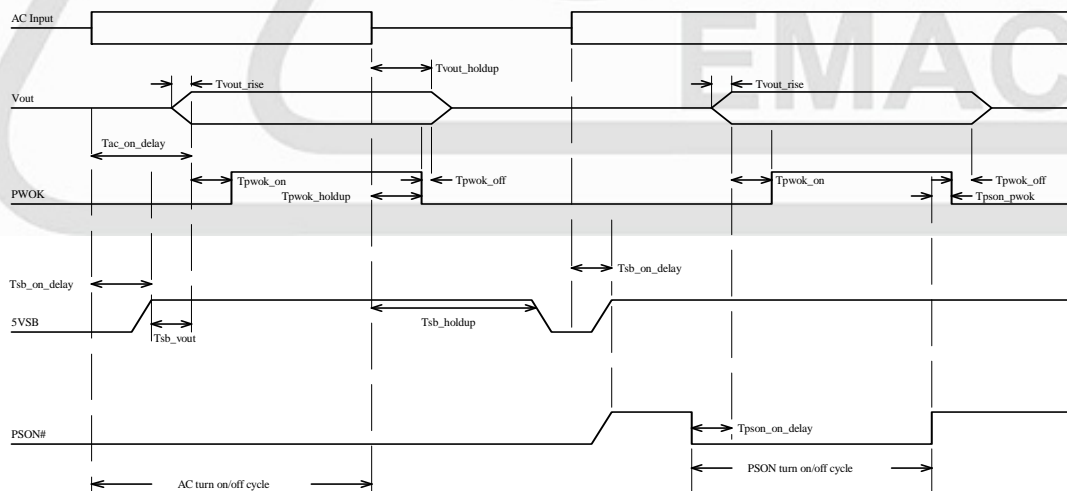 AC Input
EMAC
Tvout_holdup
Tvout_rise
Tvout_rise
Vout
Tac_on_delay
Tpwok_on
Tpwok_off
Tpwok_on
Tpwok_off
PWOK
Tpwok_holdup
Tpson_pwok
Tsb_on_delay
Tsb_on_delay
5VSB
Tsb_holdup
Tsb_vout
PSON#
Tpson_on_delay
AC turn on/off cycle
PSON turn on/off cycle